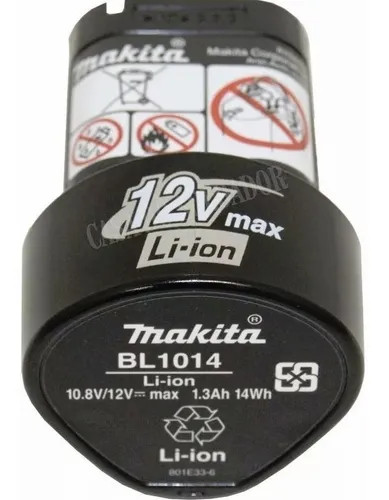 makita®
Makita
12V max
Li-ion
makita®
BL1014
Li-ion
10.8V/12V⎓ max 1.3Ah 14Wh
Li-ion
801E33-6